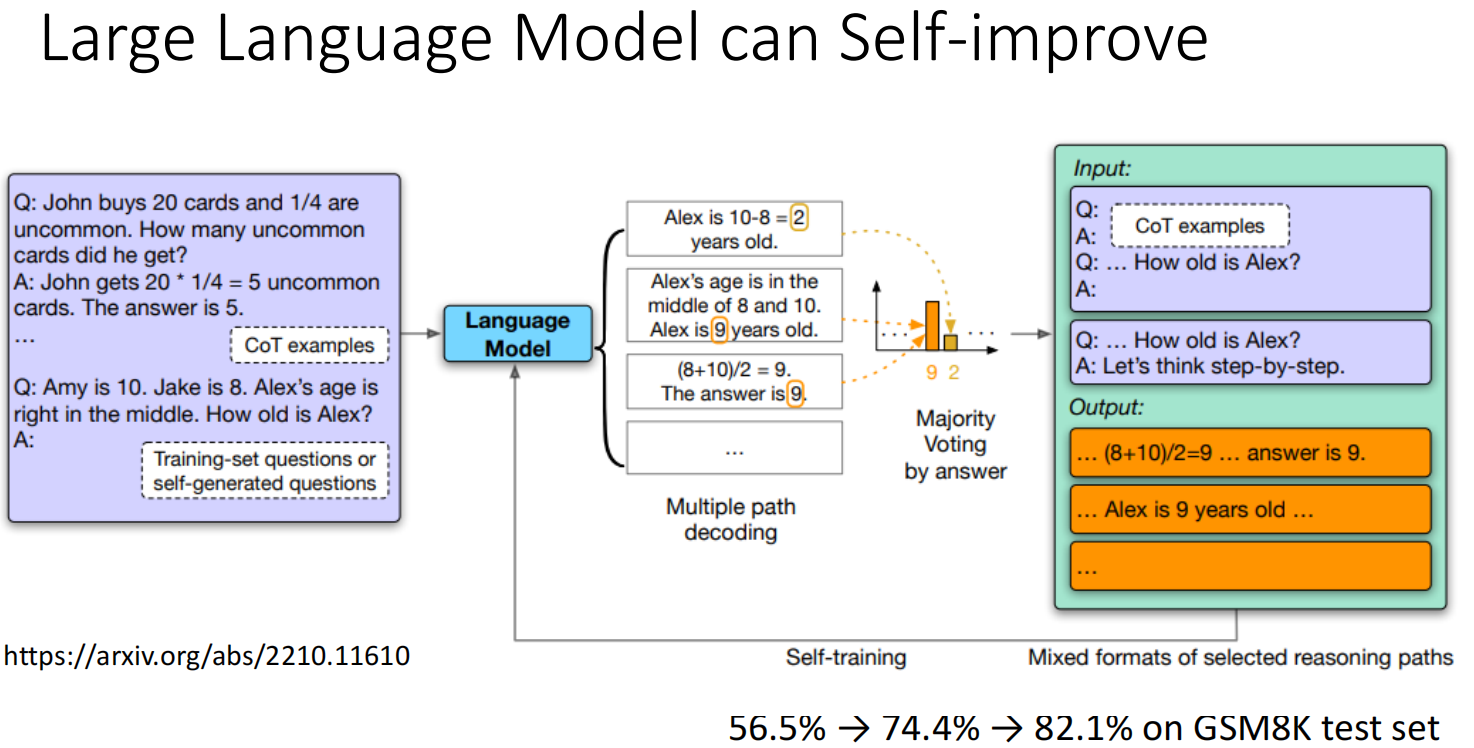 Large Language Model can Self-improve
Q: John buys 20 cards and 1/4 are
uncommon. How many uncommon
cards did he get?
A: John gets 20 * 1/4 = 5 uncommon
cards. The answer is 5.
...
CoT examples
Q: Amy is 10. Jake is 8. Alex's age is
right in the middle. How old is Alex?
A:
Training-set questions or
self-generated questions
Language
Model
Alex is 10-8 = 2
years old.
Alex's age is in the
middle of 8 and 10.
Alex is 9 years old.
(8+10)/2 = 9.
The answer is 9.
...
Multiple path
decoding
... ...
9 2
Majority
Voting
by answer
Input:
Q:
A:
CoT examples
Q: ... How old is Alex?
A:
Q: ... How old is Alex?
A: Let's think step-by-step.
Output:
... (8+10)/2=9 ... answer is 9.
... Alex is 9 years old ...
...
https://arxiv.org/abs/2210.11610
Self-training
Mixed formats of selected reasoning paths
56.5% → 74.4% → 82.1% on GSM8K test set